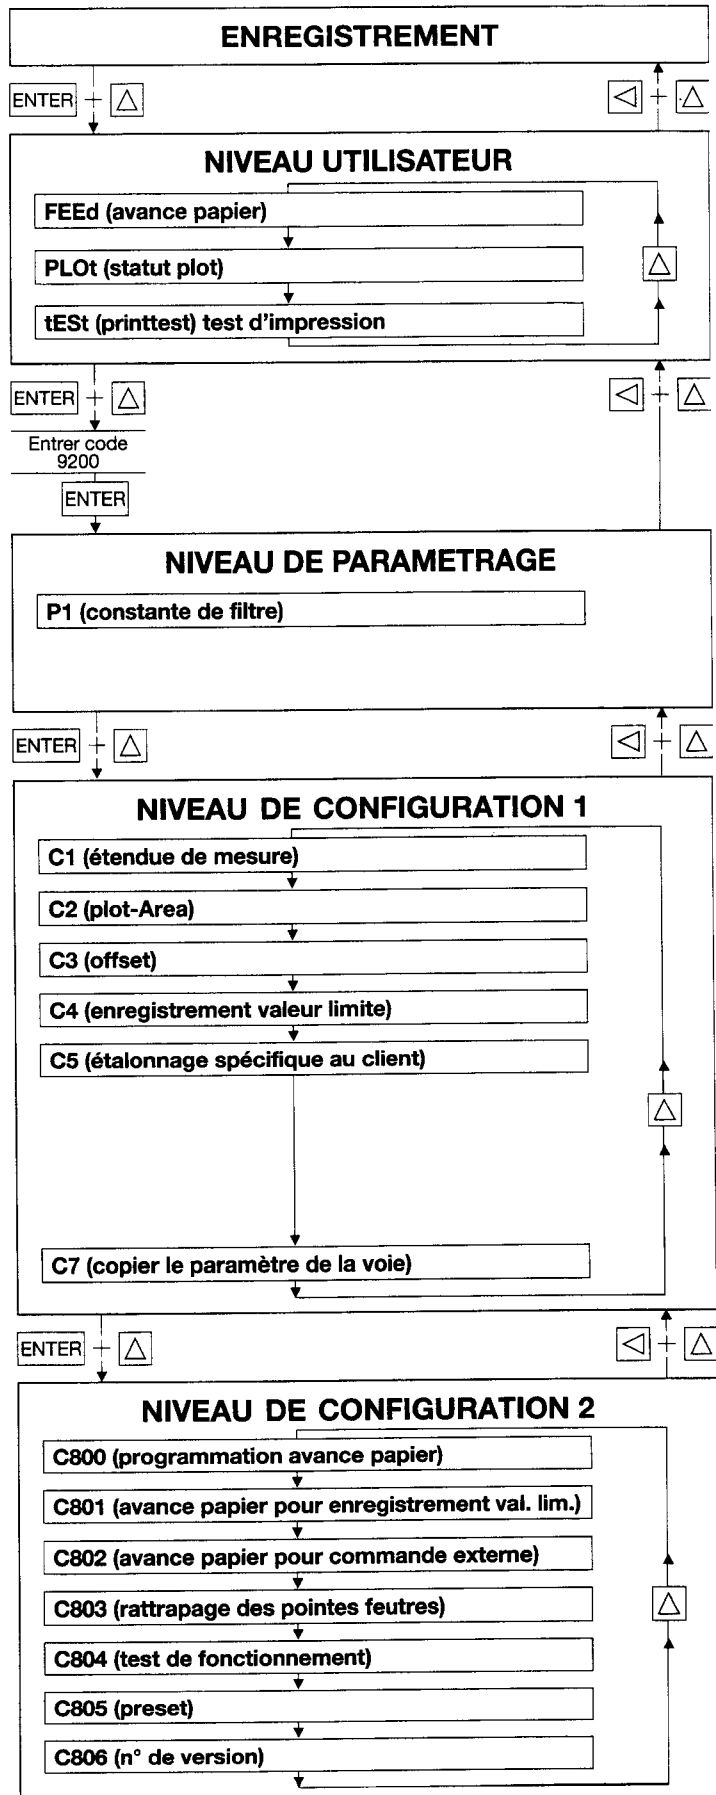 ENREGISTREMENT
ENTER + △ ◁ + △
NIVEAU UTILISATEUR
FEEd (avance papier)
PLOt (statut plot)
△
tESt (printtest) test d'impression
ENTER + △ ◁ + △
Entrer code
9200
ENTER
NIVEAU DE PARAMETRAGE
P1 (constante de filtre)
ENTER + △ ◁ + △
NIVEAU DE CONFIGURATION 1
C1 (étendue de mesure)
C2 (plot-Area)
C3 (offset)
C4 (enregistrement valeur limite)
C5 (étalonnage spécifique au client)
△
C7 (copier le paramètre de la voie)
ENTER + △ ◁ + △
NIVEAU DE CONFIGURATION 2
C800 (programmation avance papier)
C801 (avance papier pour enregistrement val. lim.)
C802 (avance papier pour commande externe)
C803 (rattrapage des pointes feutres)
△
C804 (test de fonctionnement)
C805 (preset)
C806 (n° de version)